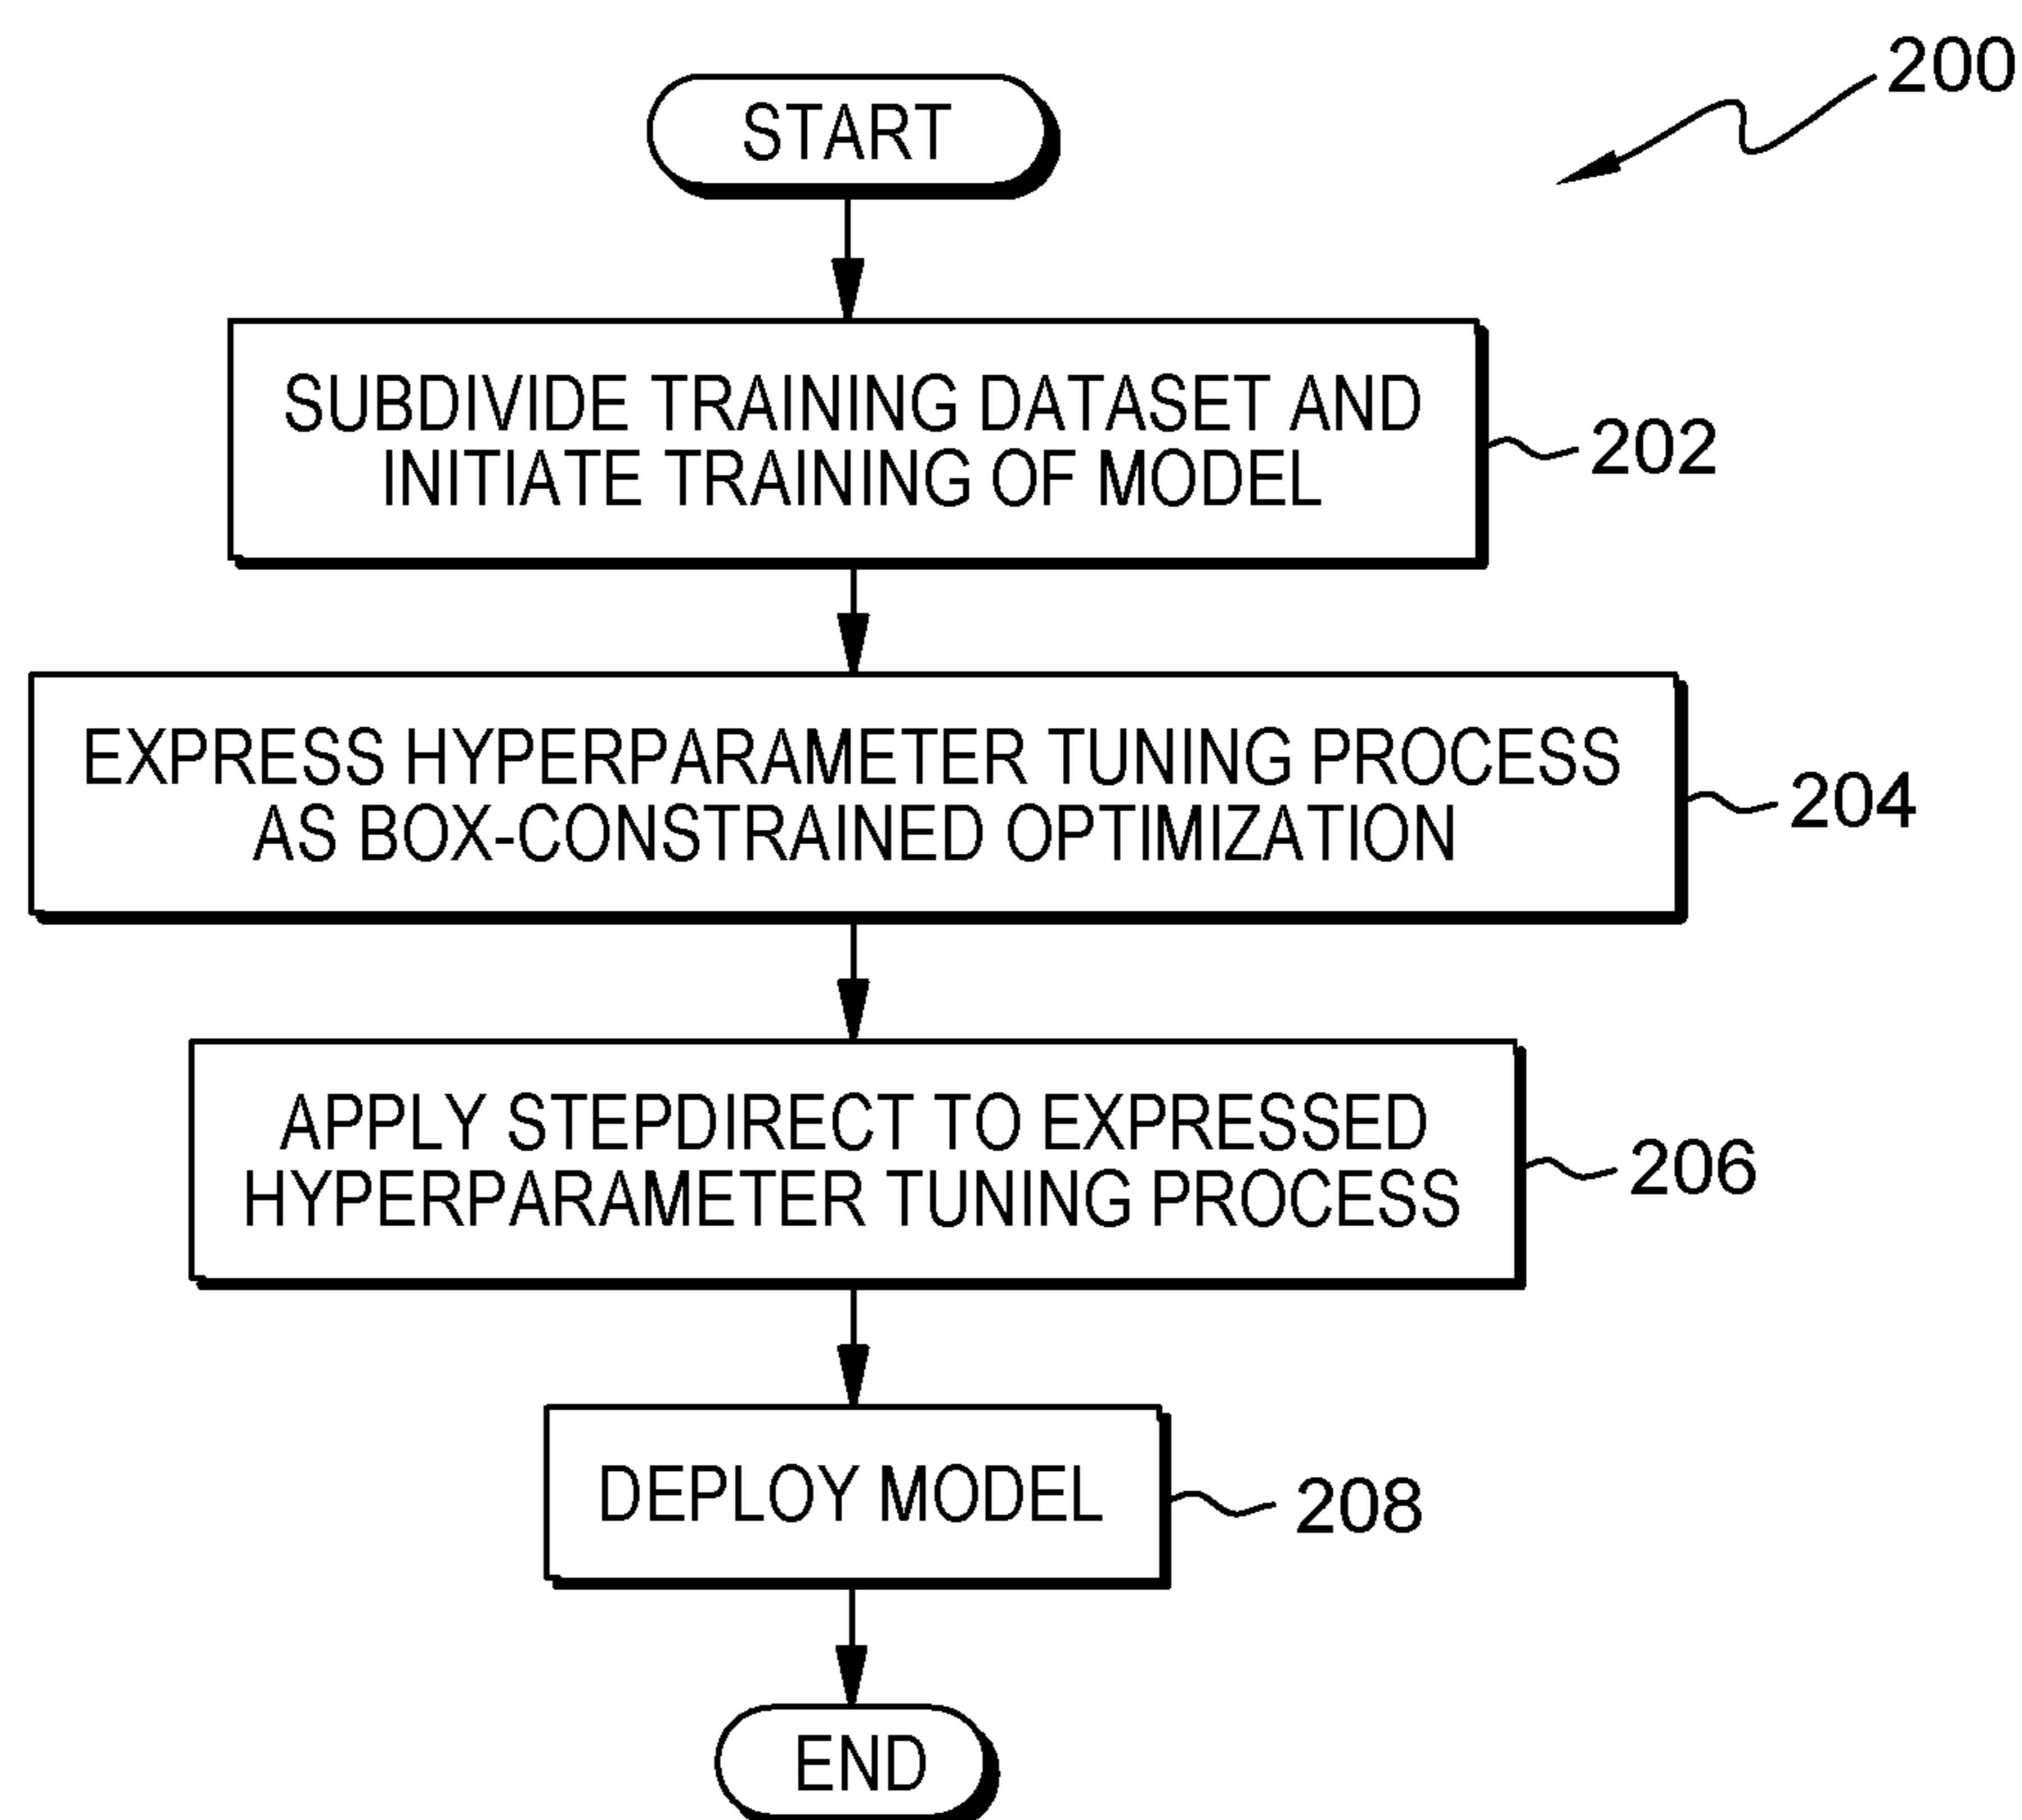 200
START
SUBDIVIDE TRAINING DATASET AND
INITIATE TRAINING OF MODEL
202
EXPRESS HYPERPARAMETER TUNING PROCESS
AS BOX-CONSTRAINED OPTIMIZATION
204
APPLY STEPDIRECT TO EXPRESSED
HYPERPARAMETER TUNING PROCESS
206
DEPLOY MODEL
208
END